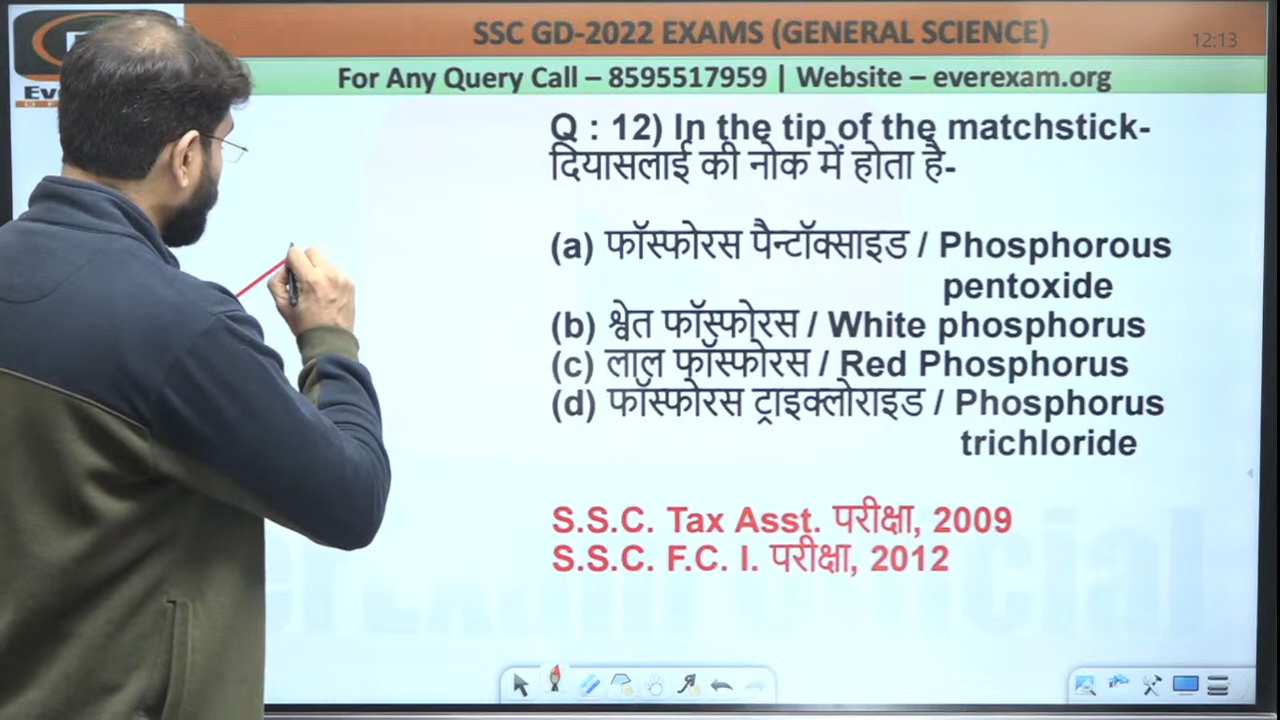 SSC GD-2022 EXAMS (GENERAL SCIENCE)
12:13
For Any Query Call – 8595517959 | Website – everexam.org
Q : 12) In the tip of the matchstick-
दियासलाई की नोक में होता है-
(a) फॉस्फोरस पैन्टॉक्साइड / Phosphorous
pentoxide
(b) श्वेत फॉस्फोरस / White phosphorus
(c) लाल फॉस्फोरस / Red Phosphorus
(d) फॉस्फोरस ट्राइक्लोराइड / Phosphorus
trichloride
S.S.C. Tax Asst. परीक्षा, 2009
S.S.C. F.C. I. परीक्षा, 2012